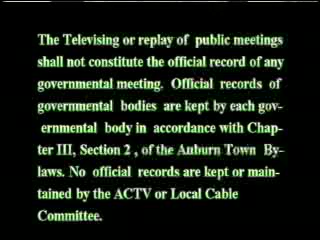 The Televising or replay of public meetings
shall not constitute the official record of any
governmental meeting. Official records of
governmental bodies are kept by each gov-
ernmental body in accordance with Chap-
ter III, Section 2 , of the Auburn Town By-
laws. No official records are kept or main-
tained by the ACTV or Local Cable
Committee.